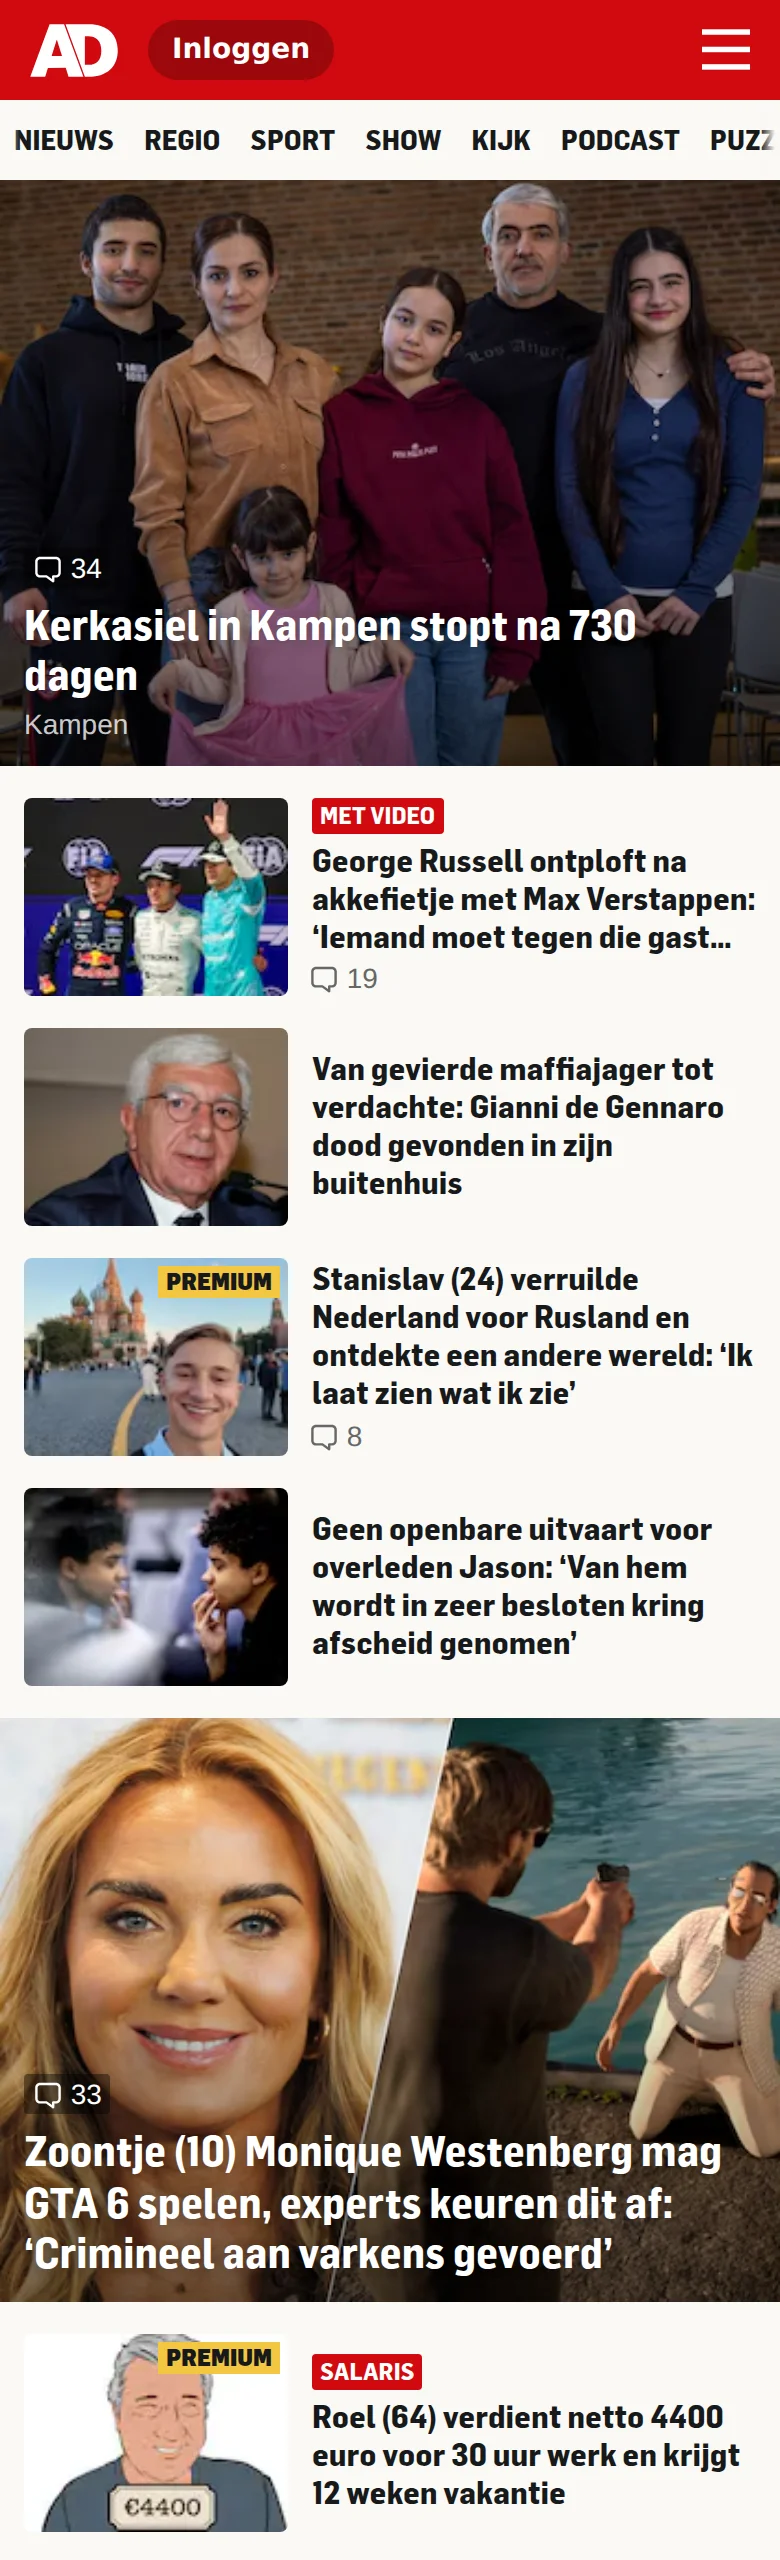 AD
Inloggen
NIEUWS REGIO SPORT SHOW KIJK PODCAST PUZZ
34
Kerkasiel in Kampen stopt na 730
dagen
Kampen
MET VIDEO
George Russell ontploft na
akkefietje met Max Verstappen:
‘Iemand moet tegen die gast...
19
Van gevierde maffiajager tot
verdachte: Gianni de Gennaro
dood gevonden in zijn
buitenhuis
PREMIUM
Stanislav (24) verruilde
Nederland voor Rusland en
ontdekte een andere wereld: ‘Ik
laat zien wat ik zie’
8
Geen openbare uitvaart voor
overleden Jason: ‘Van hem
wordt in zeer besloten kring
afscheid genomen’
33
Zoontje (10) Monique Westenberg mag
GTA 6 spelen, experts keuren dit af:
‘Crimineel aan varkens gevoerd’
PREMIUM
€4400
SALARIS
Roel (64) verdient netto 4400
euro voor 30 uur werk en krijgt
12 weken vakantie